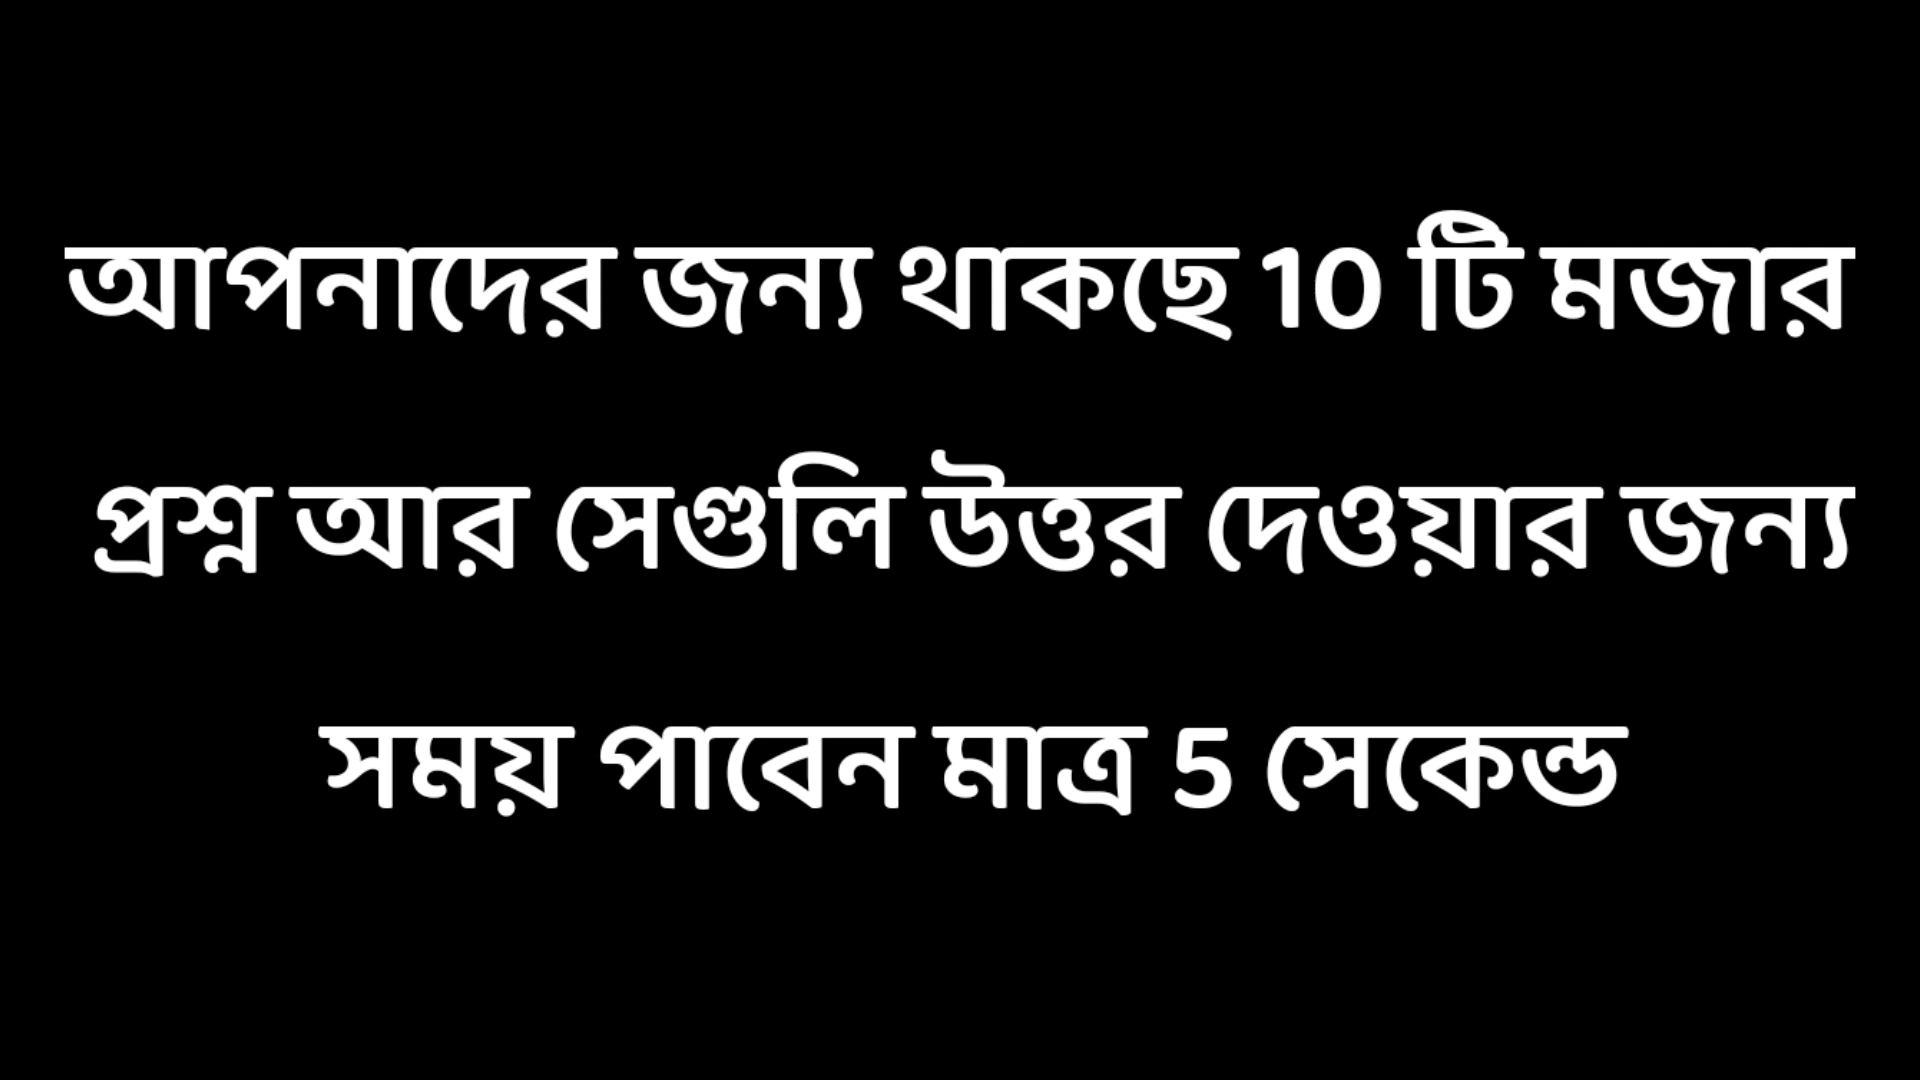 আপনাদের জন্য থাকছে 10 টি মজার
প্রশ্ন আর সেগুলি উত্তর দেওয়ার জন্য
সময় পাবেন মাত্র 5 সেকেন্ড